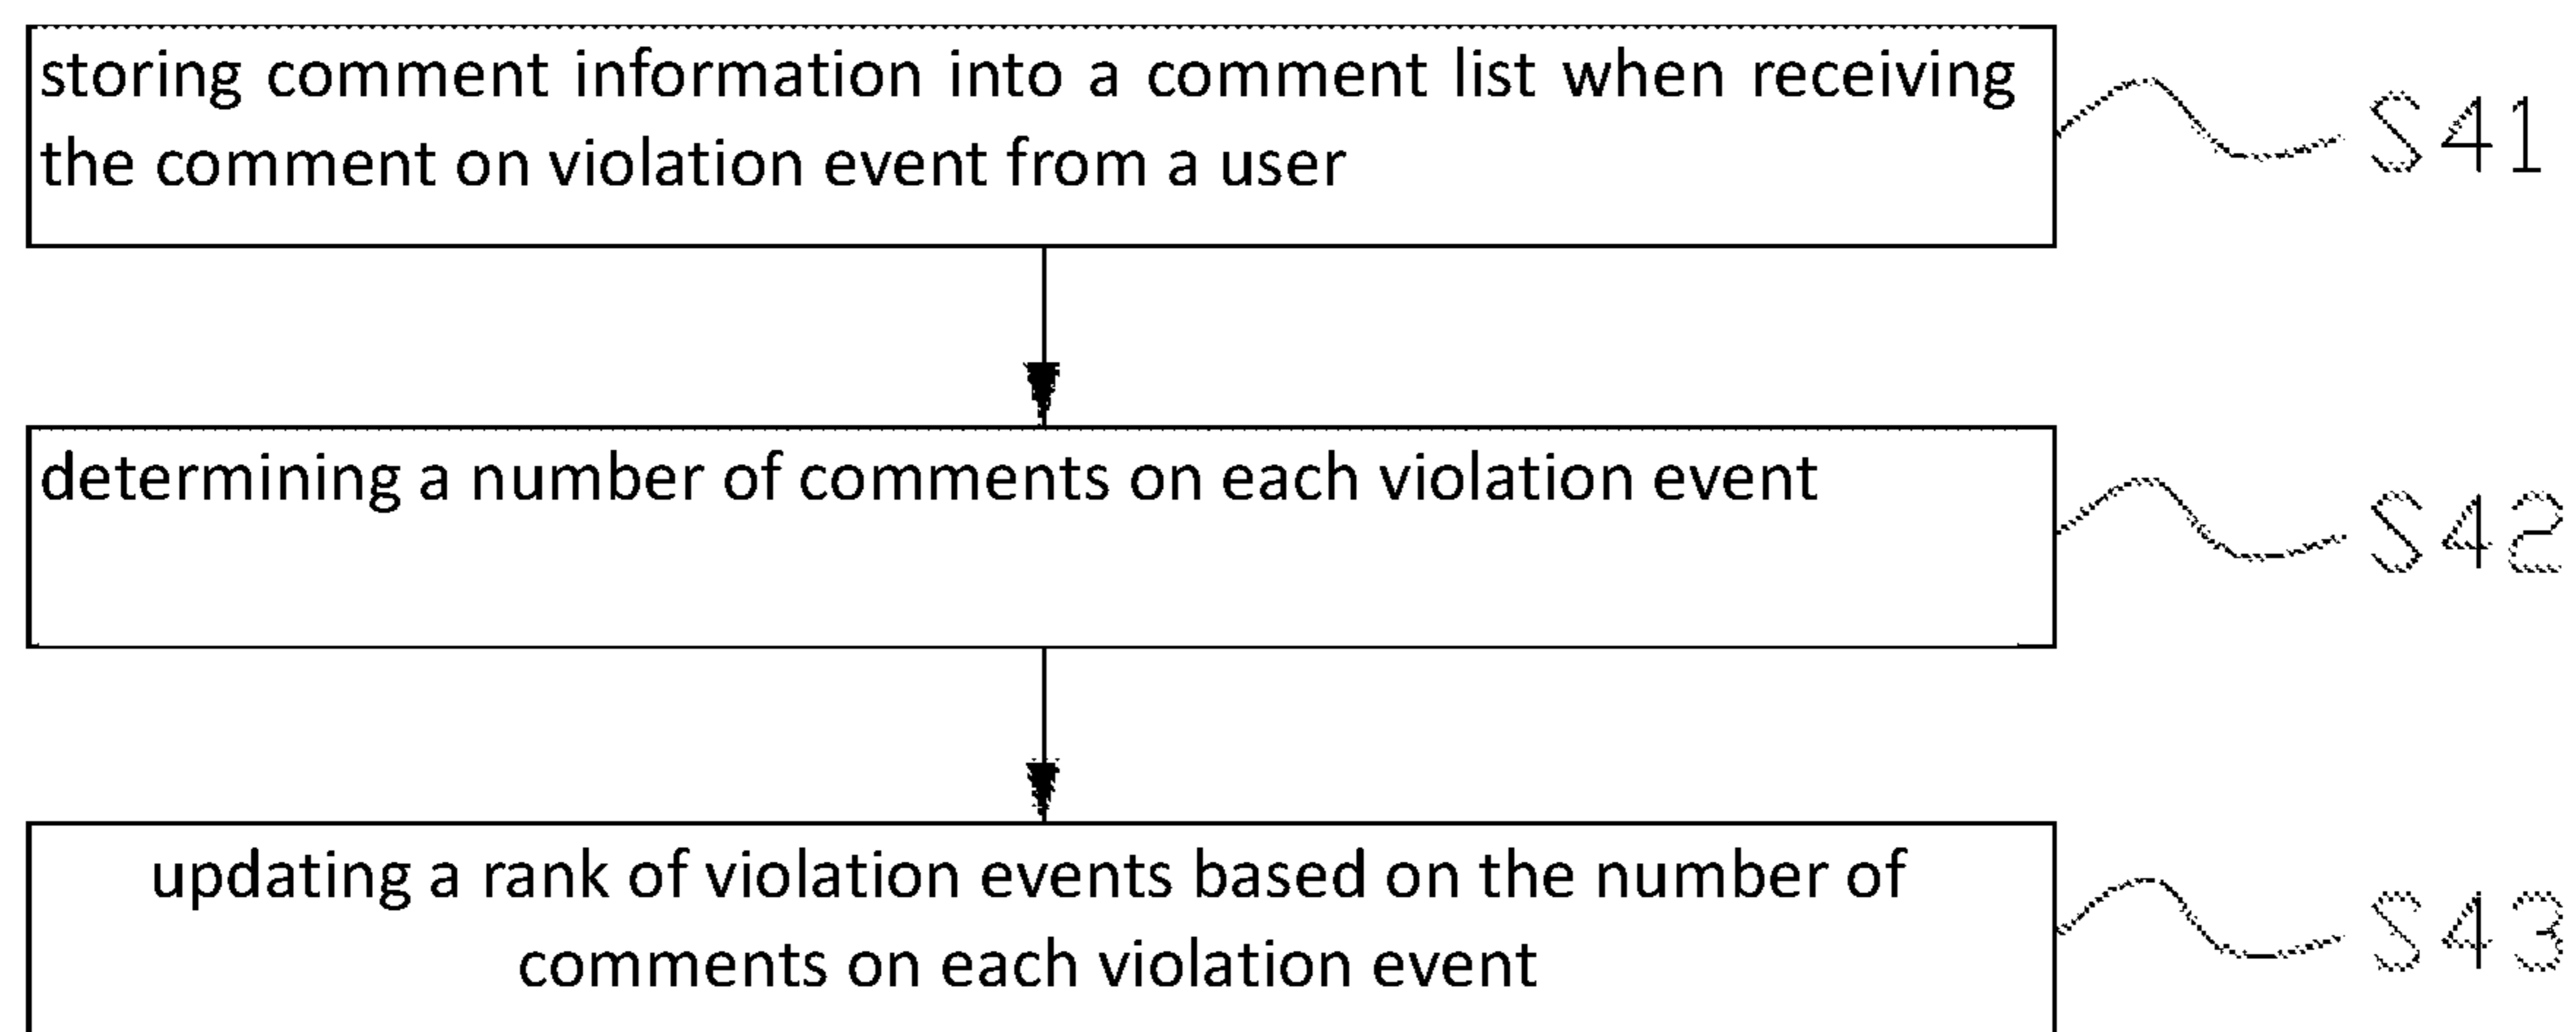 storing comment information into a comment list when receiving
the comment on violation event from a user
S41
determining a number of comments on each violation event
S42
updating a rank of violation events based on the number of
comments on each violation event
S43